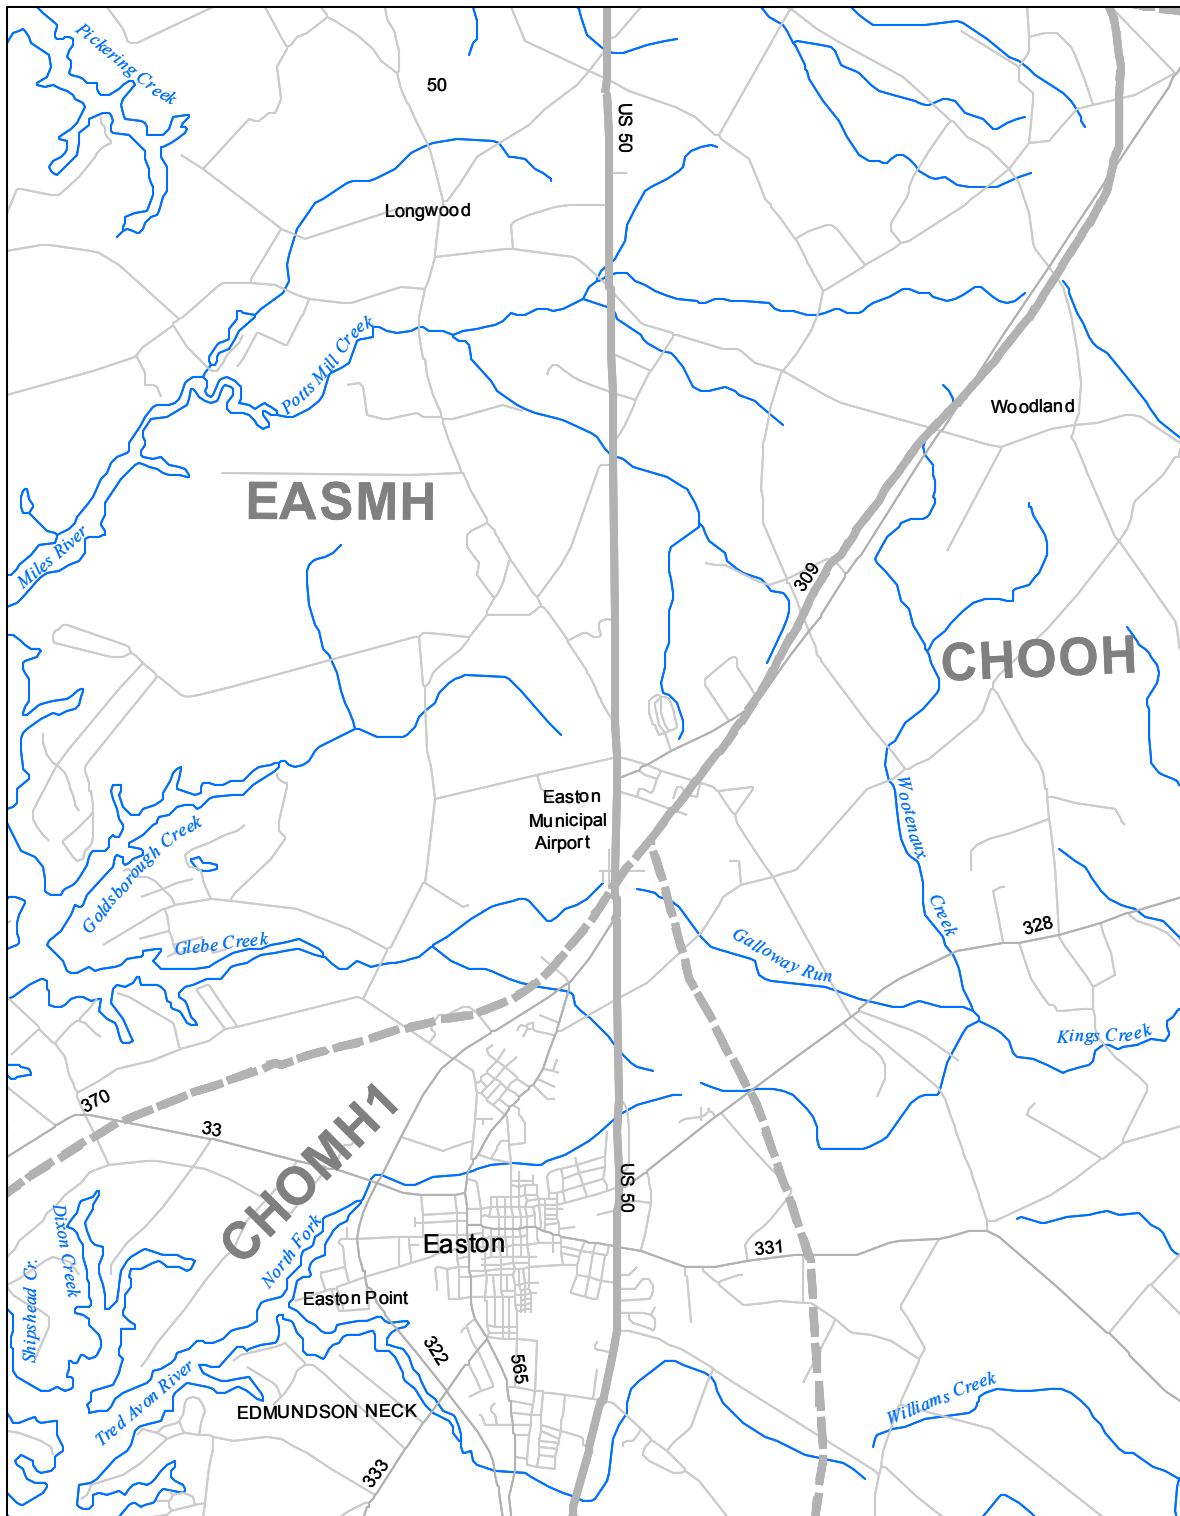 Pickering Creek
50
US 50
Longwood
Potts Mill Creek
Woodland
EASMH
Miles River
309
CHOOH
Easton
Municipal
Airport
Wootenaux
Creek
Goldsborough Creek
Glebe Creek
Galloway Run
328
Kings Creek
370
33
CHOMH1
US 50
Dixon Creek
North Fork
Easton
331
Shipshead Cr.
Easton Point
322
565
Tred Avon River
EDMUNDSON NECK
Williams Creek
333